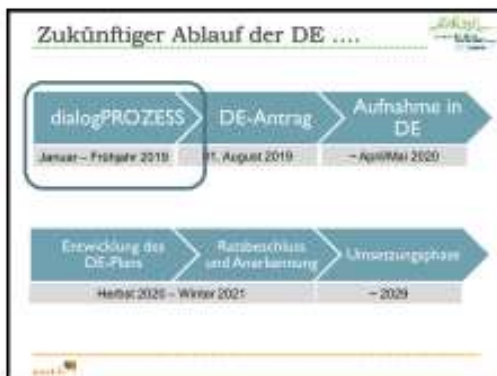 Zukünftiger Ablauf der DE ....
dialogPROZESS
DE-Antrag
Aufnahme in
DE
Januar – Frühjahr 2019
01. August 2019
~ April/Mai 2020
Entwicklung des
DE-Plans
Ratsbeschluss
und Anerkennung
Umsetzungsphase
Herbst 2020 – Winter 2021
~ 2029